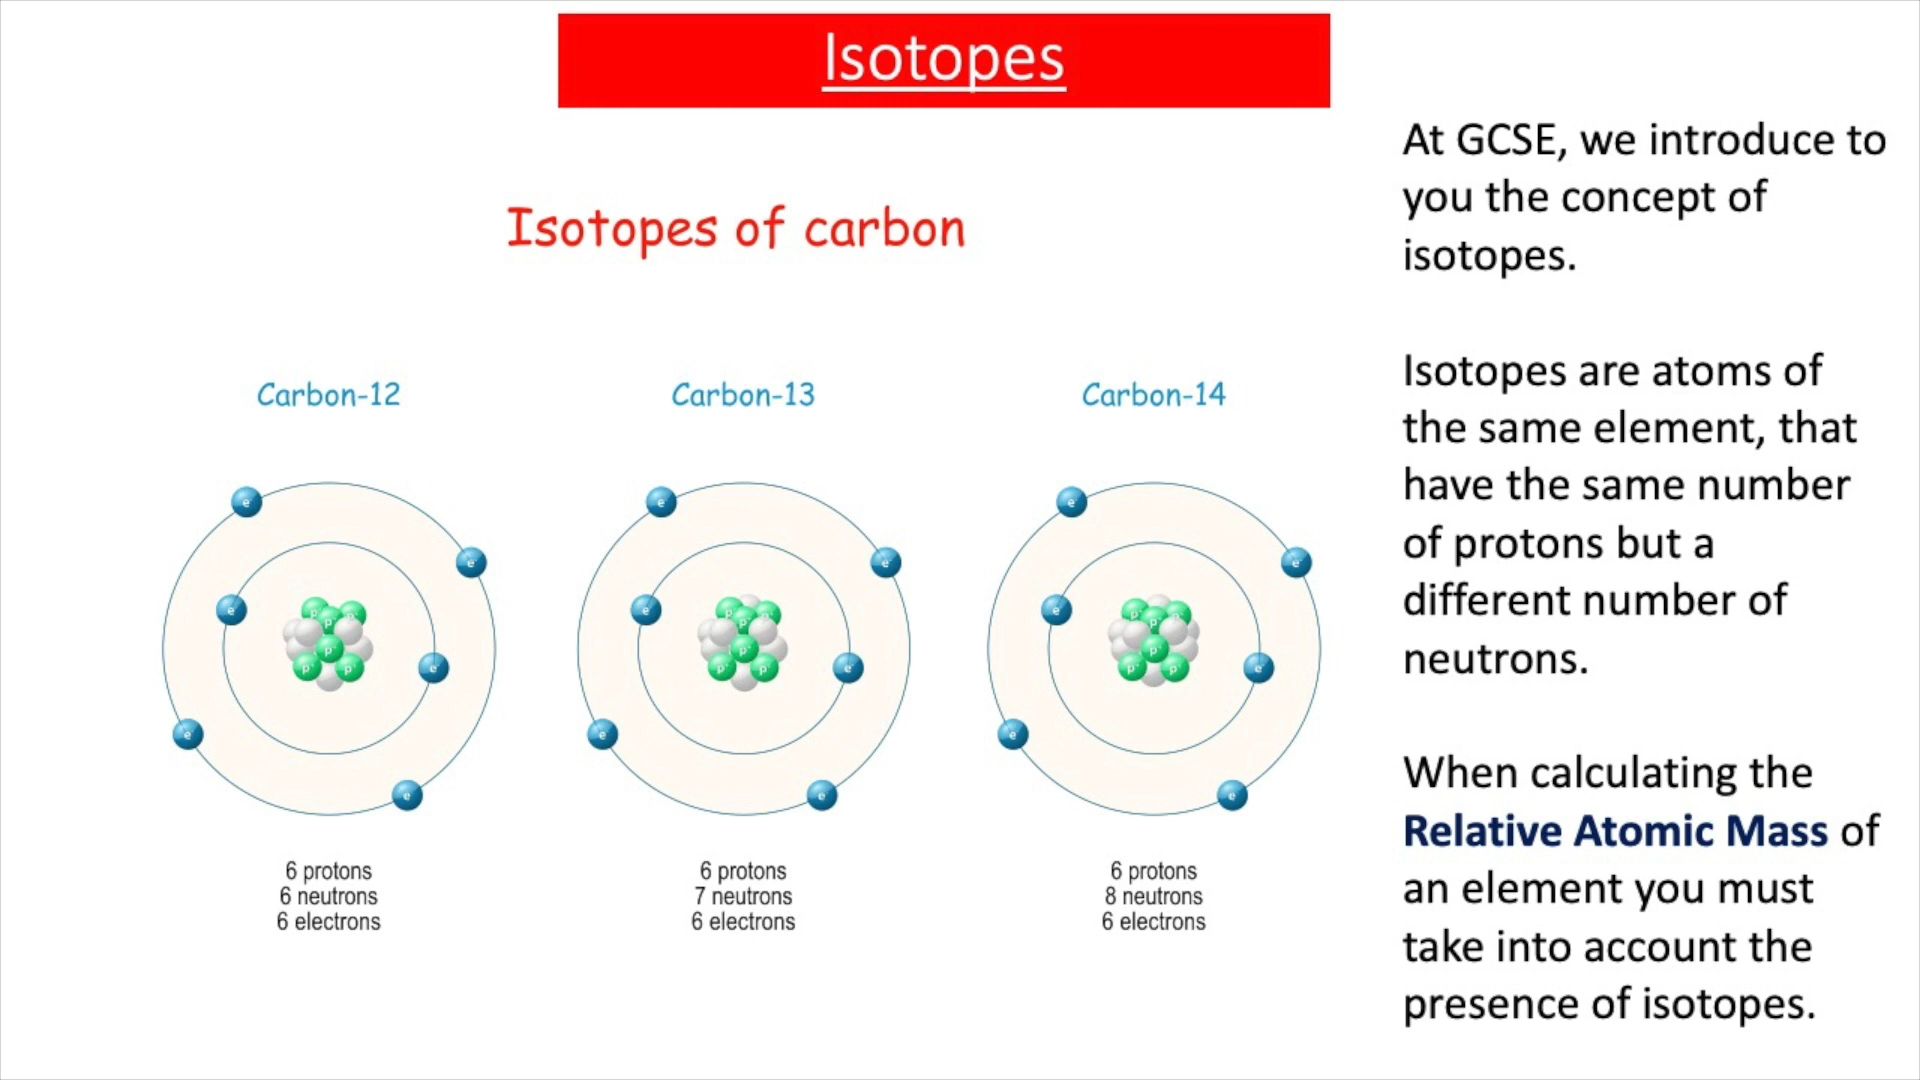 Isotopes
Isotopes of carbon
Carbon-12
Carbon-13
Carbon-14
e-
e-
e-
e-
e-
e-
p+
p+
p+
p+
p+
p+
e-
e-
e-
e-
e-
e-
p+
p+
p+
p+
p+
p+
e-
e-
e-
e-
e-
e-
p+
p+
p+
p+
p+
p+
6 protons
6 neutrons
6 electrons
6 protons
7 neutrons
6 electrons
6 protons
8 neutrons
6 electrons
At GCSE, we introduce to
you the concept of
isotopes.
Isotopes are atoms of
the same element, that
have the same number
of protons but a
different number of
neutrons.
When calculating the
Relative Atomic Mass of
an element you must
take into account the
presence of isotopes.